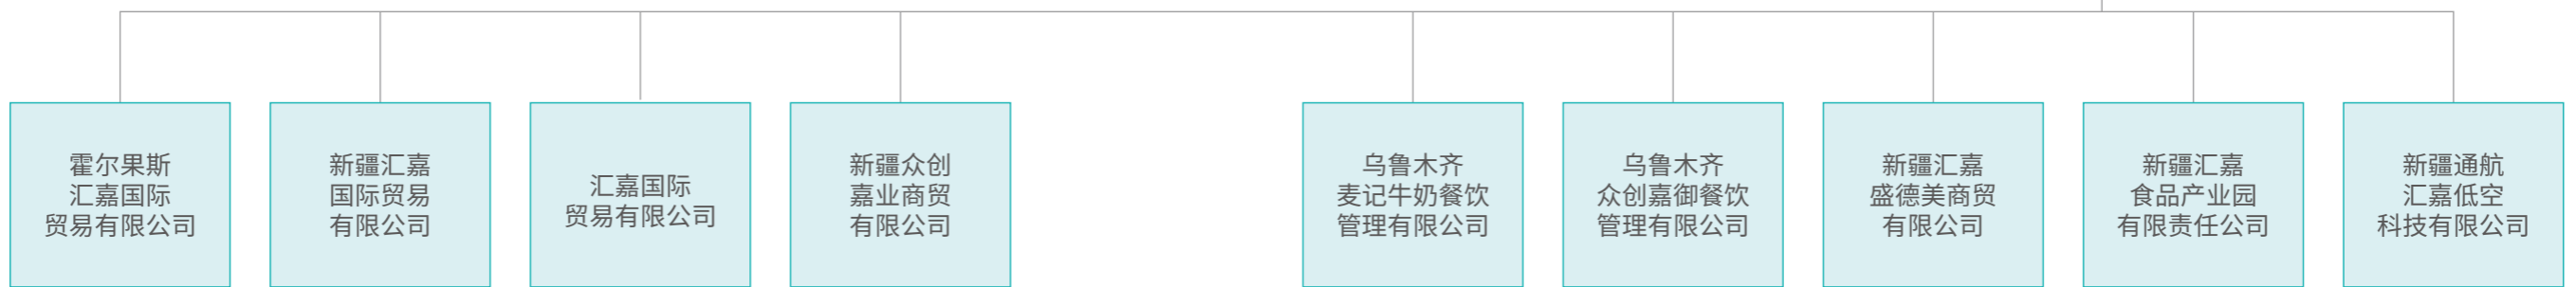 霍尔果斯
汇嘉国际
贸易有限公司
新疆汇嘉
国际贸易
有限公司
汇嘉国际
贸易有限公司
新疆众创
嘉业商贸
有限公司
乌鲁木齐
麦记牛奶餐饮
管理有限公司
乌鲁木齐
众创嘉御餐饮
管理有限公司
新疆汇嘉
盛德美商贸
有限公司
新疆汇嘉
食品产业园
有限责任公司
新疆通航
汇嘉低空
科技有限公司